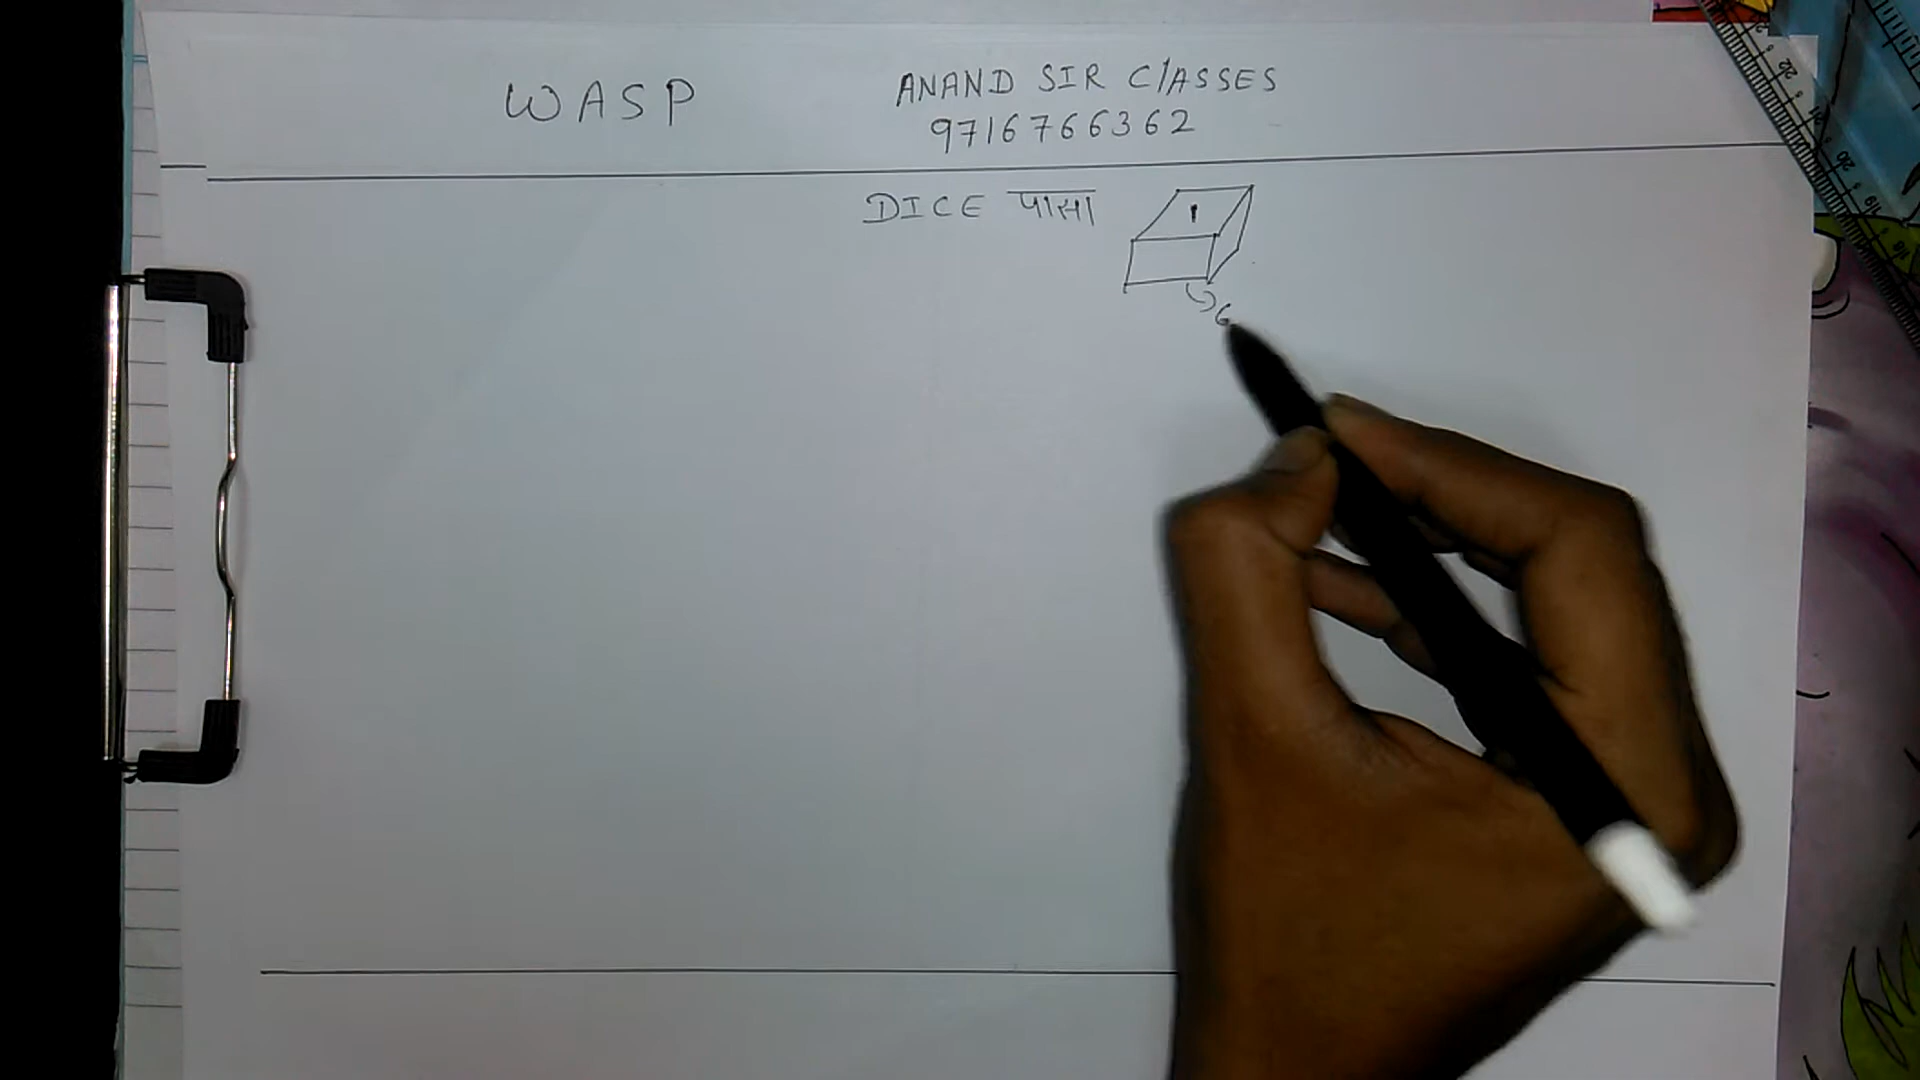 WASP
ANAND SIR ClASSES
9716766362
DICE पासा
1
6